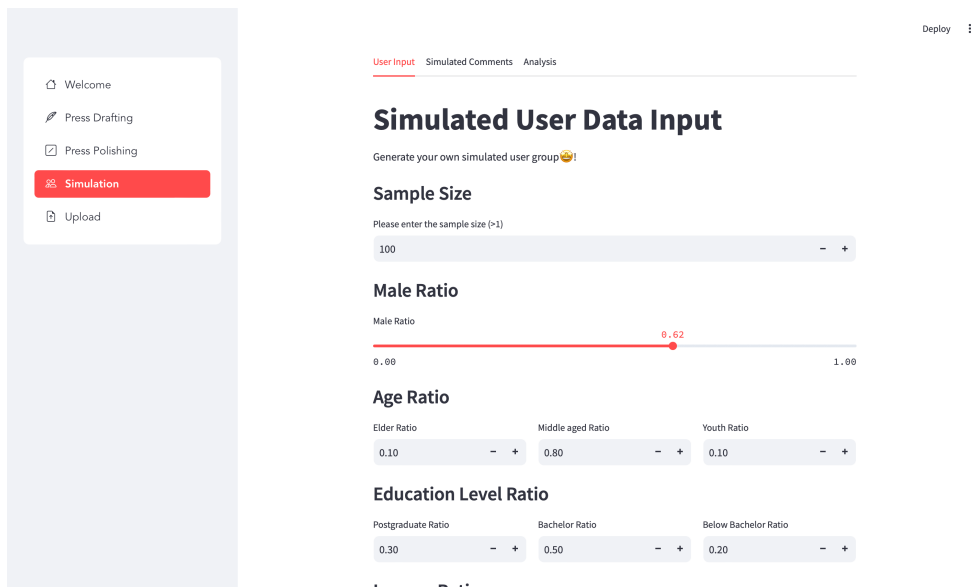 Deploy
Welcome
Press Drafting
Press Polishing
Simulation
Upload
User Input Simulated Comments Analysis
Simulated User Data Input
Generate your own simulated user group🤩!
Sample Size
Please enter the sample size (>1)
100 − +
Male Ratio
Male Ratio
0.62
0.00 1.00
Age Ratio
Elder Ratio Middle aged Ratio Youth Ratio
0.10 − + 0.80 − + 0.10 − +
Education Level Ratio
Postgraduate Ratio Bachelor Ratio Below Bachelor Ratio
0.30 − + 0.50 − + 0.20 − +